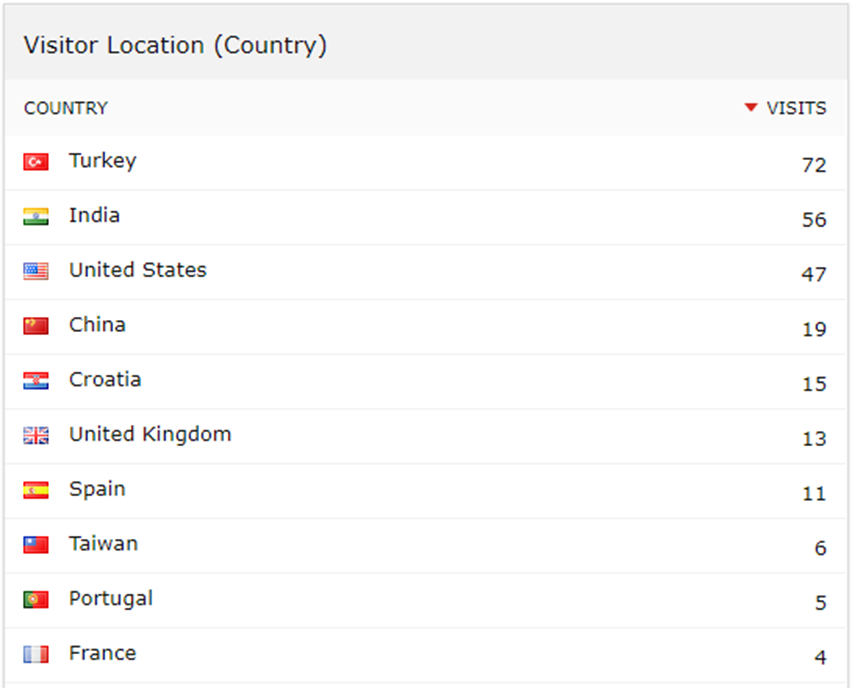 Visitor Location (Country)
COUNTRY VISITS
Turkey 72
India 56
United States 47
China 19
Croatia 15
United Kingdom 13
Spain 11
Taiwan 6
Portugal 5
France 4